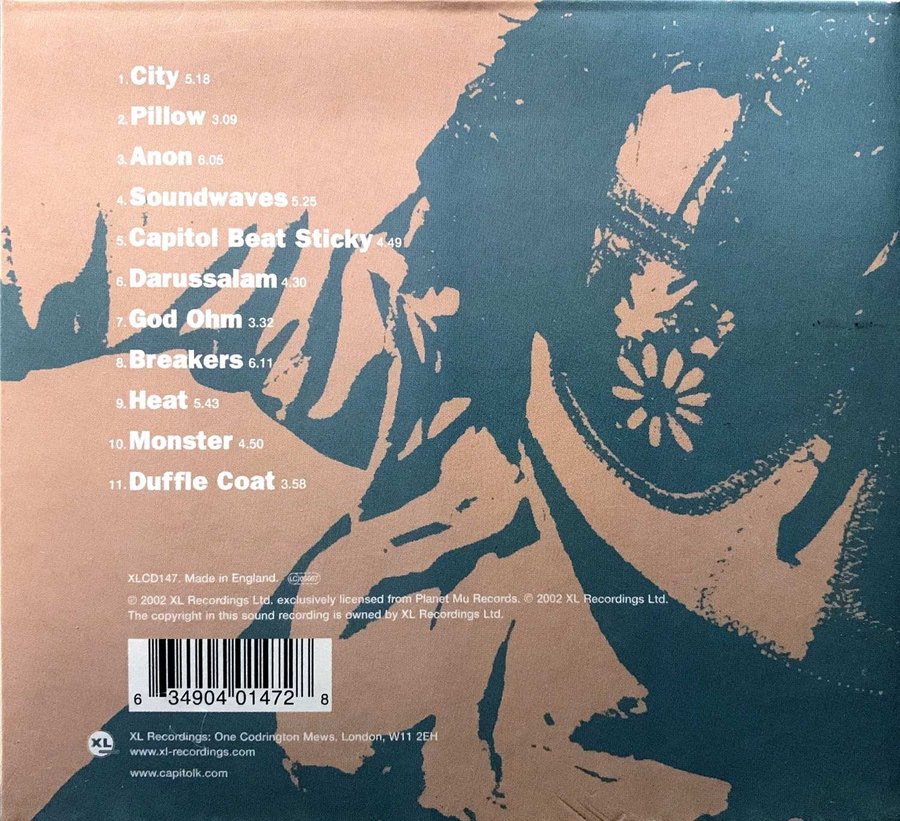 1. City 5.18
2. Pillow 3.09
3. Anon 6.05
4. Soundwaves 5.25
5. Capitol Beat Sticky 4.49
6. Darussalam 4.30
7. God Ohm 3.32
8. Breakers 6.11
9. Heat 5.43
10. Monster 4.50
11. Duffle Coat 3.58
XLCD147. Made in England.
℗ 2002 XL Recordings Ltd. exclusively licensed from Planet Mu Records. © 2002 XL Recordings Ltd.
The copyright in this sound recording is owned by XL Recordings Ltd.
6 34904 01472 8
XL
XL Recordings: One Codrington Mews, London, W11 2EH
www.xl-recordings.com
www.capitolk.com